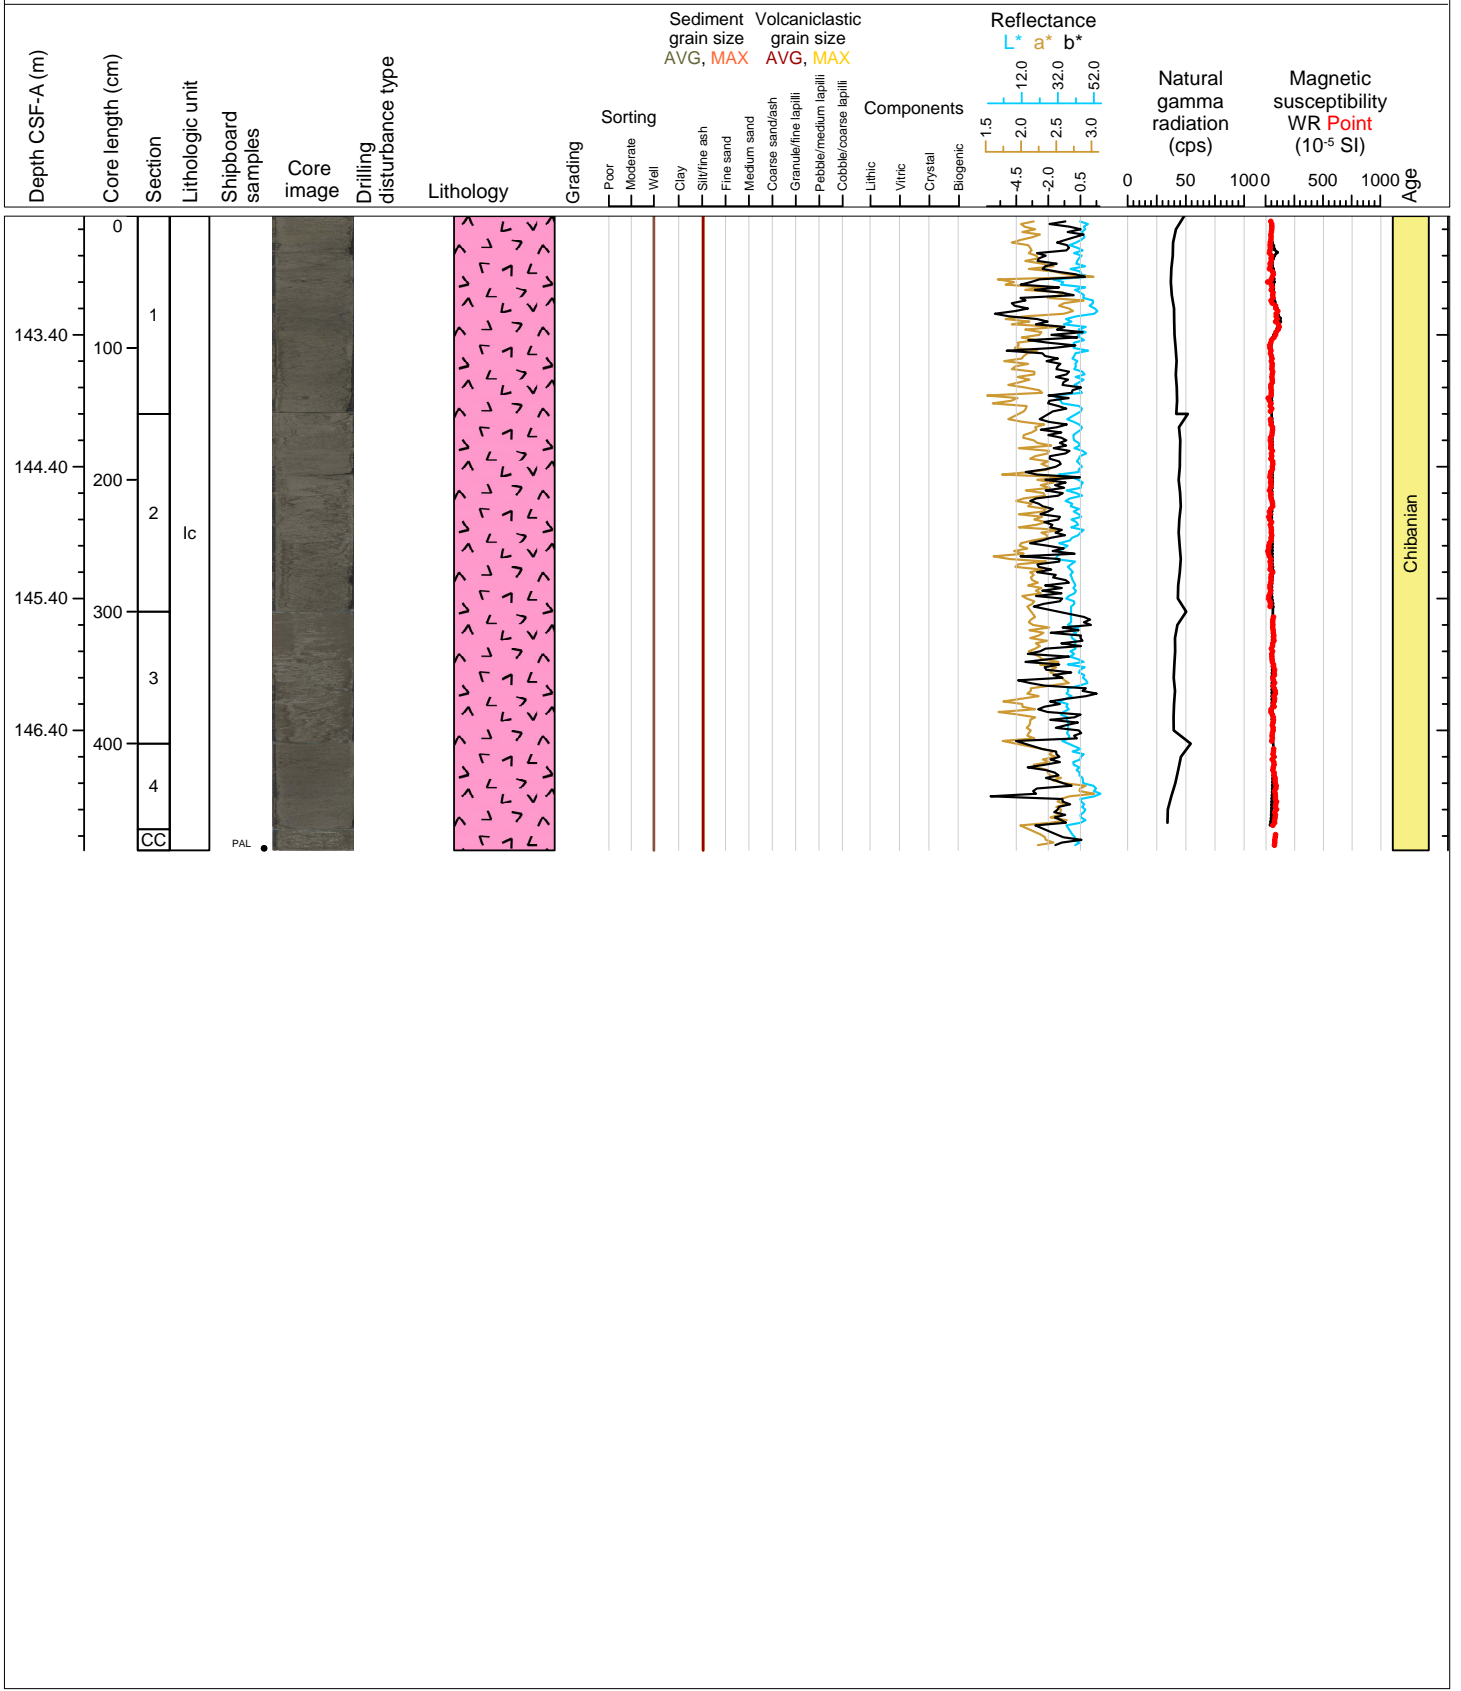 Depth CSF-A (m)
Core length (cm)
Section
Lithologic unit
Shipboard
samples
Core
image
Drilling
disturbance type
Lithology
Grading
Sorting
Poor
Moderate
Well
Sediment
grain size
AVG, MAX
Volcaniclastic
grain size
AVG, MAX
Clay
Silt/fine ash
Fine sand
Medium sand
Coarse sand/ash
Granule/fine lapilli
Pebble/medium lapilli
Cobble/coarse lapilli
Components
Lithic
Vitric
Crystal
Biogenic
Reflectance
L* a* b*
12.0 32.0 52.0
1.5 2.0 2.5 3.0
-4.5 -2.0 0.5
Natural
gamma
radiation
(cps)
0 50 100
Magnetic
susceptibility
WR Point
(10-5 SI)
0 500 1000
Age
0
1
143.40
100
144.40
200
2
Ic
Chibanian
145.40
300
3
146.40
400
4
CC
PAL